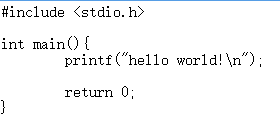 #include <stdio.h>
int main(){
printf("hello world!\n");
return 0;
}